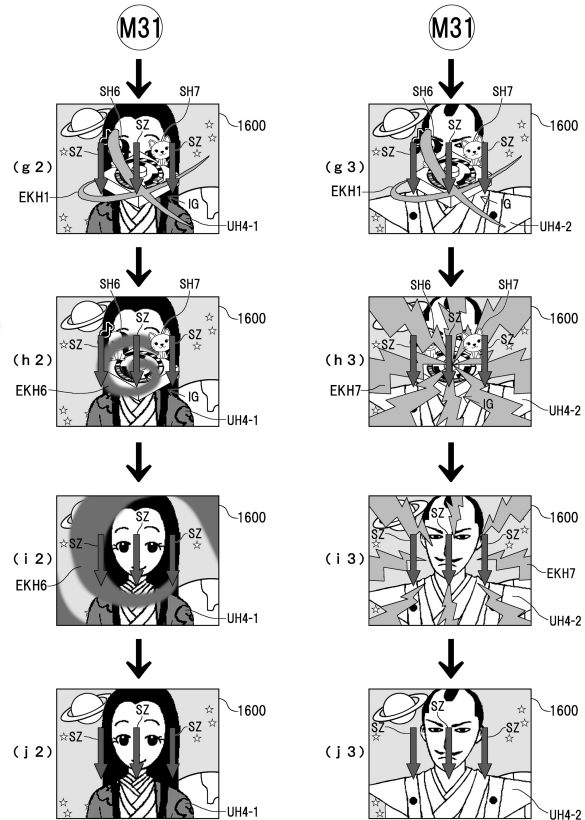 M31
M31
SH6 SH7
SZ
1600
(g2)
SZ
SZ
EKH1
IG
UH4-1
SH6 SH7
SZ
1600
(g3)
SZ
SZ
EKH1
IG
UH4-2
SH6 SH7
SZ
1600
SZ
SZ
(h2)
EKH6
IG
UH4-1
SH6 SH7
SZ
1600
SZ
SZ
(h3)
EKH7
IG
UH4-2
SZ
1600
(i2)
SZ
SZ
EKH6
UH4-1
SZ
1600
(i3)
SZ
SZ
EKH7
UH4-2
SZ
1600
SZ
SZ
(j2)
UH4-1
SZ
1600
SZ
SZ
(j3)
UH4-2